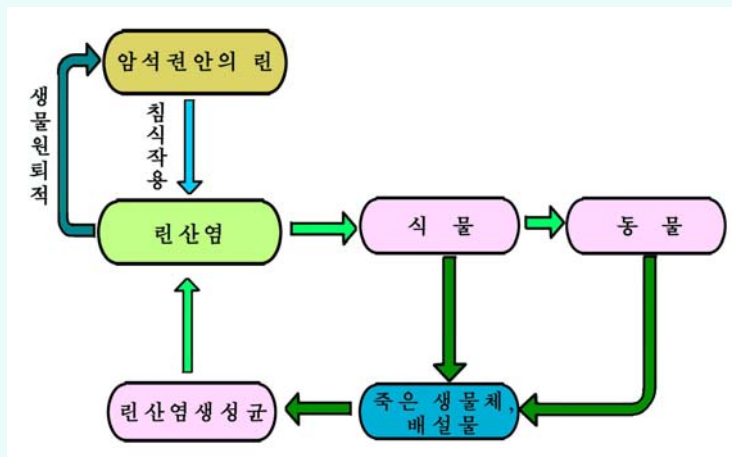 암석권안의 린
생물원퇴적
침식작용
린산염
식 물
동 물
린산염생성균
죽은 생물체,
배설물